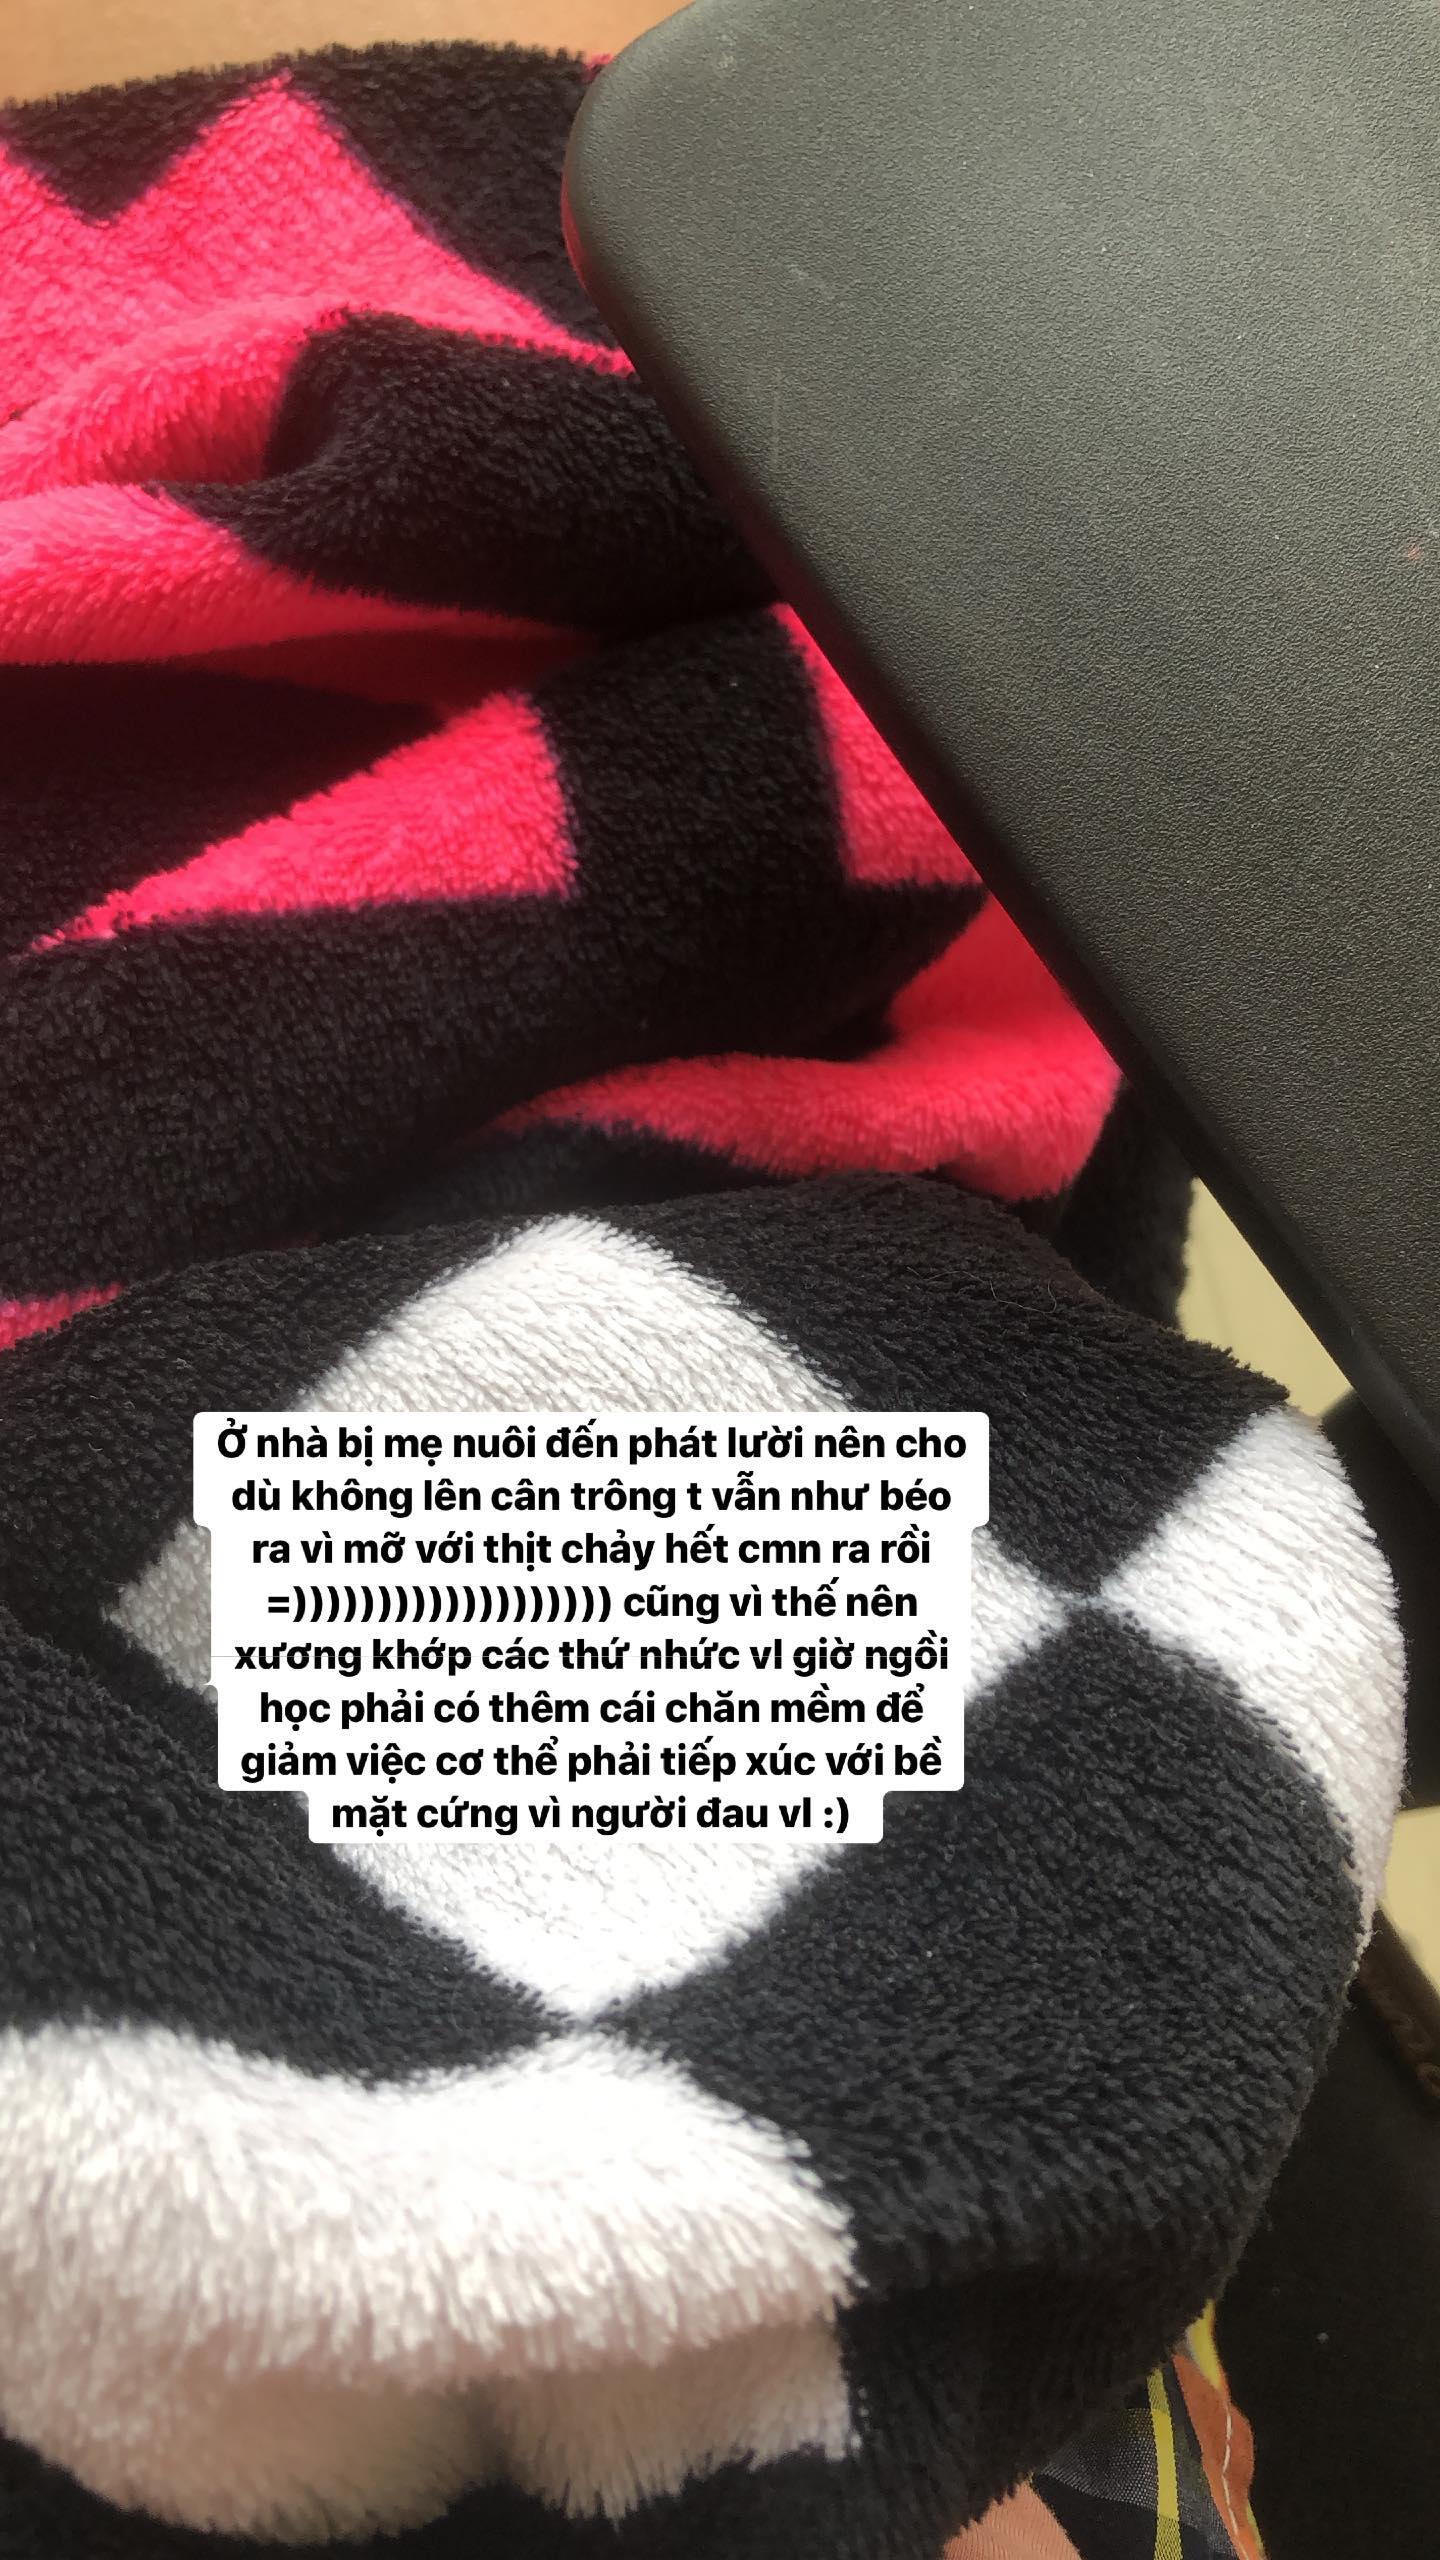 Ở nhà bị mẹ nuôi đến phát lười nên cho
dù không lên cân trông t vẫn như béo
ra vì mỡ với thịt chảy hết cmn ra rồi
=))))))))))))))))))) cũng vì thế nên
xương khớp các thứ nhức vl giờ ngồi
học phải có thêm cái chăn mềm để
giảm việc cơ thể phải tiếp xúc với bề
mặt cứng vì người đau vl :)